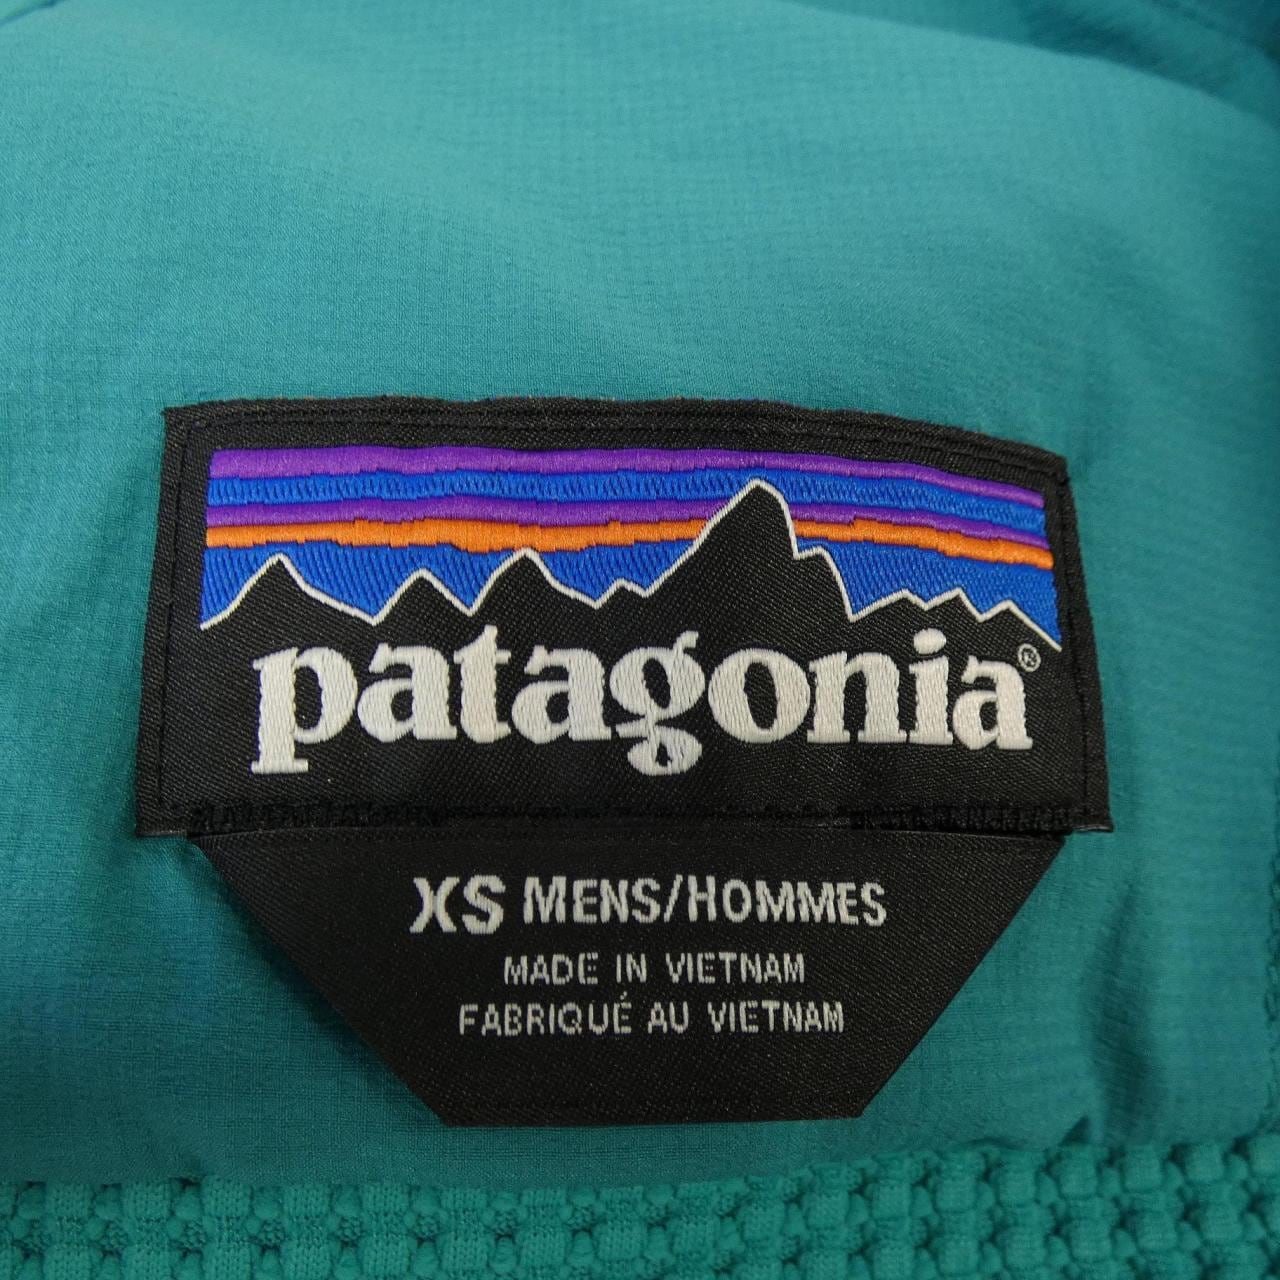 patagonia®
XS MENS/HOMMES
MADE IN VIETNAM
FABRIQUÉ AU VIETNAM